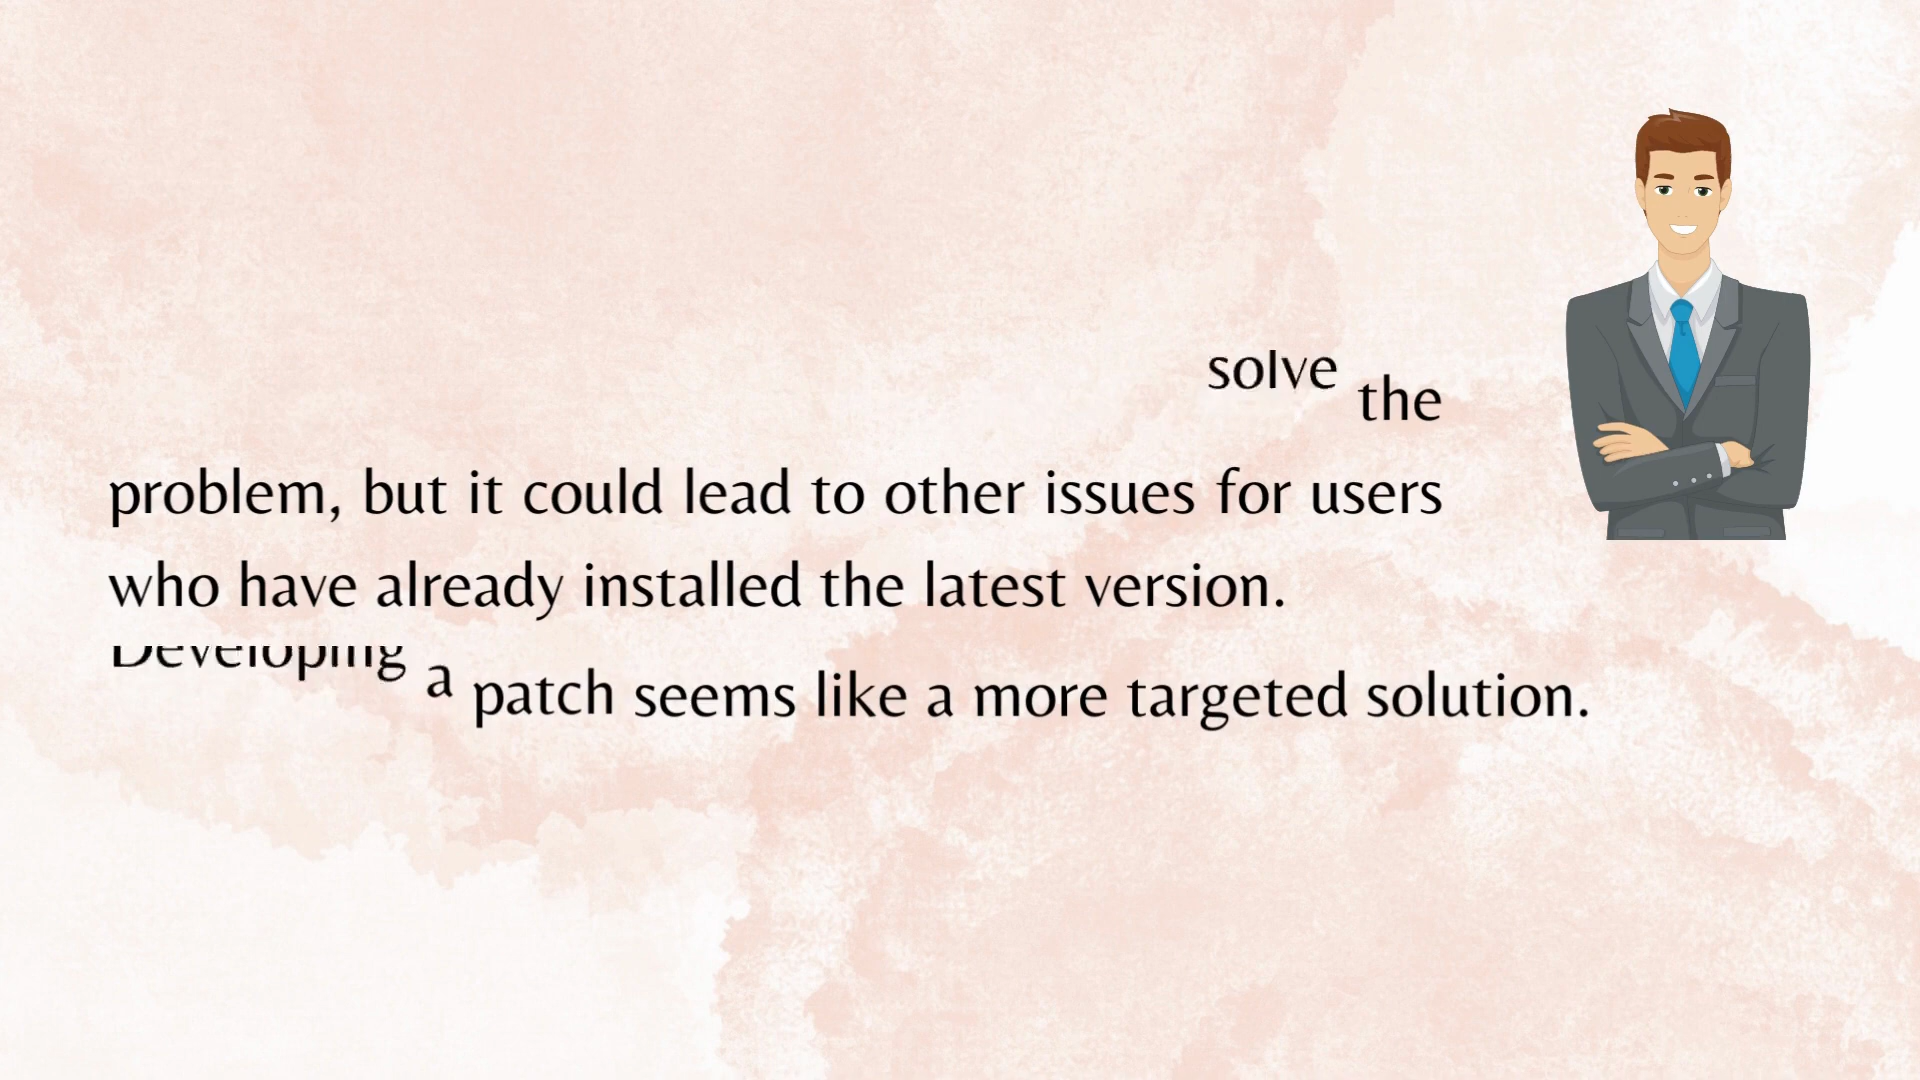 solve the
problem, but it could lead to other issues for users
who have already installed the latest version.
Developing a patch seems like a more targeted solution.